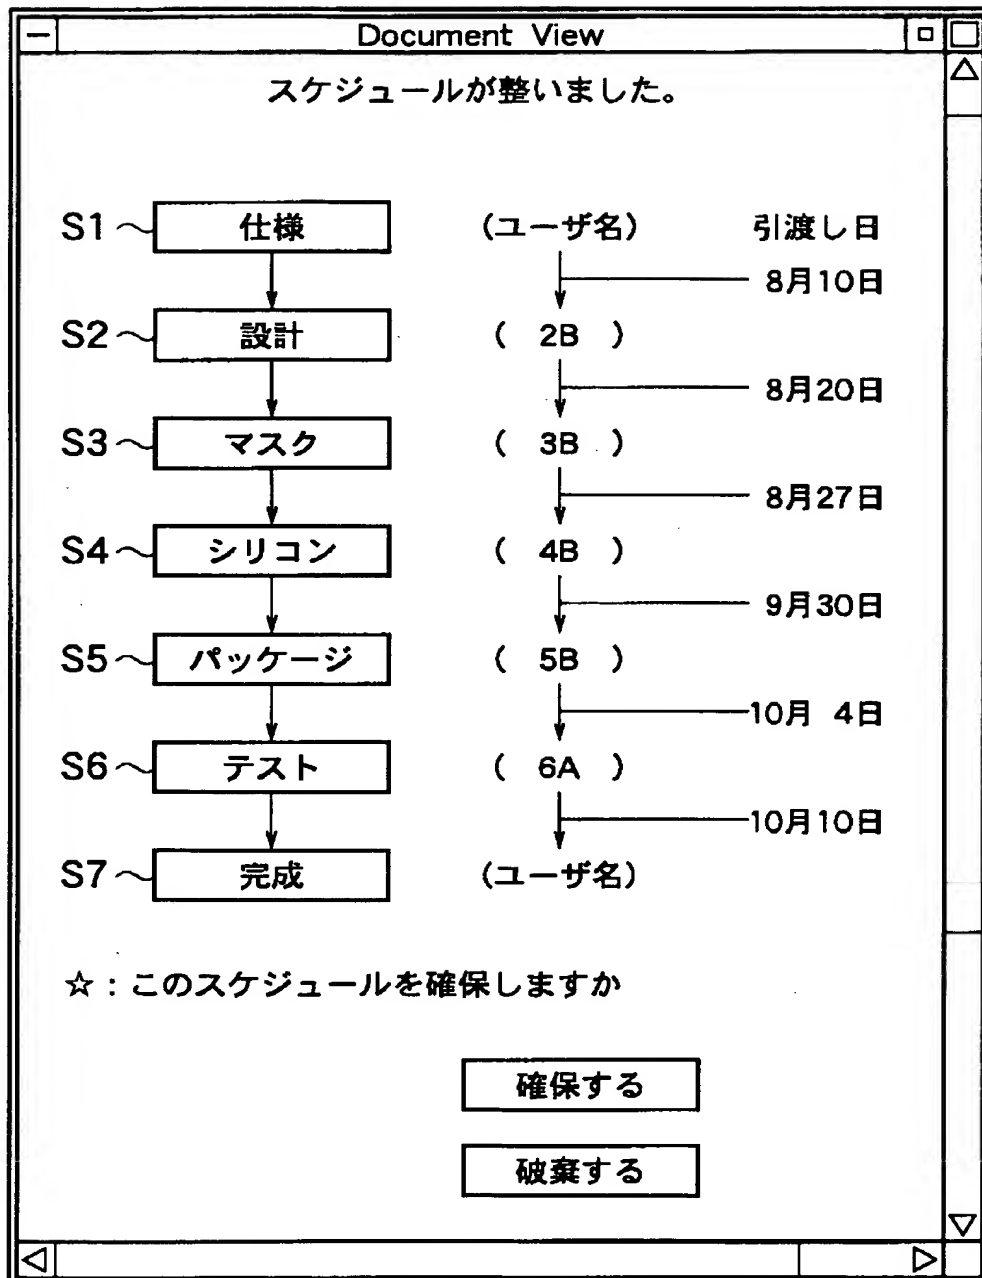 Document View
スケジュールが整いました。
S1 仕様 (ユーザ名) 引渡し日
8月10日
S2 設計 ( 2B )
8月20日
S3 マスク ( 3B )
8月27日
S4 シリコン ( 4B )
9月30日
S5 パッケージ ( 5B )
10月 4日
S6 テスト ( 6A )
10月10日
S7 完成 (ユーザ名)
☆:このスケジュールを確保しますか
確保する
破棄する